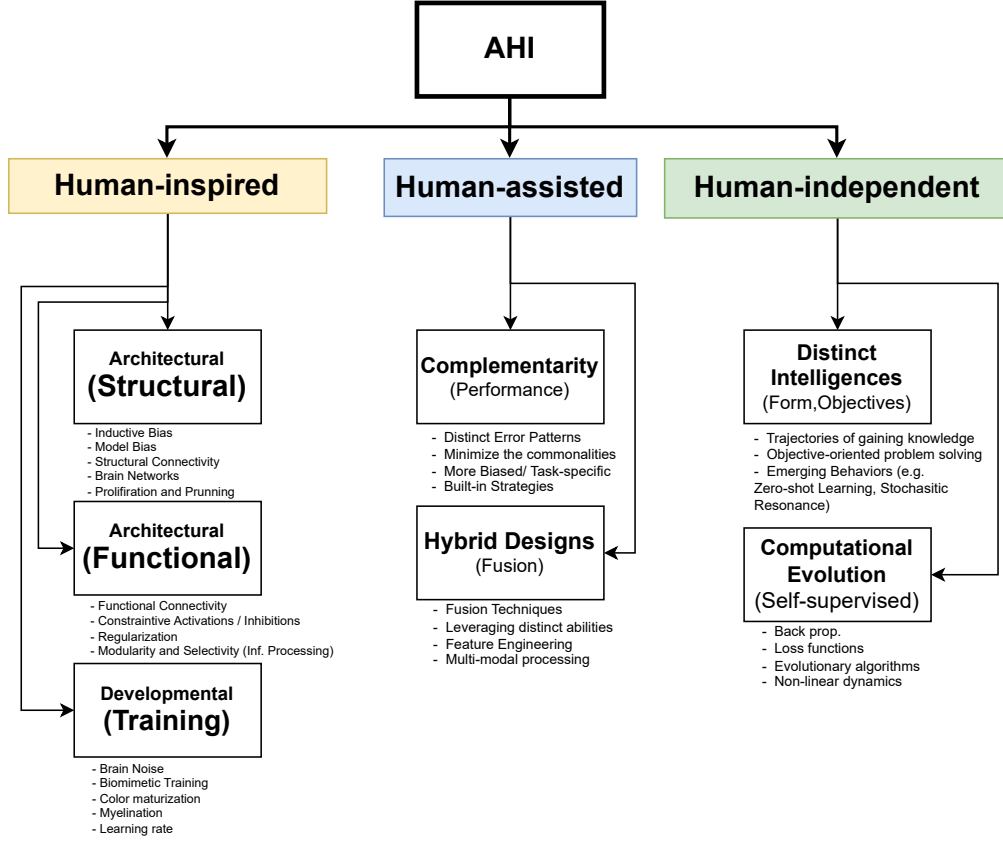 AHI
Human-inspired
Human-assisted
Human-independent
Architectural
(Structural)
- Inductive Bias
- Model Bias
- Structural Connectivity
- Brain Networks
- Prolifiration and Prunning
Architectural
(Functional)
- Functional Connectivity
- Constraintive Activations / Inhibitions
- Regularization
- Modularity and Selectivity (Inf. Processing)
Developmental
(Training)
- Brain Noise
- Biomimetic Training
- Color maturization
- Myelination
- Learning rate
Complementarity
(Performance)
- Distinct Error Patterns
- Minimize the commonalities
- More Biased/ Task-specific
- Built-in Strategies
Hybrid Designs
(Fusion)
- Fusion Techniques
- Leveraging distinct abilities
- Feature Engineering
- Multi-modal processing
Distinct
Intelligences
(Form,Objectives)
- Trajectories of gaining knowledge
- Objective-oriented problem solving
- Emerging Behaviors (e.g.
Zero-shot Learning, Stochasitic
Resonance)
Computational
Evolution
(Self-supervised)
- Back prop.
- Loss functions
- Evolutionary algorithms
- Non-linear dynamics